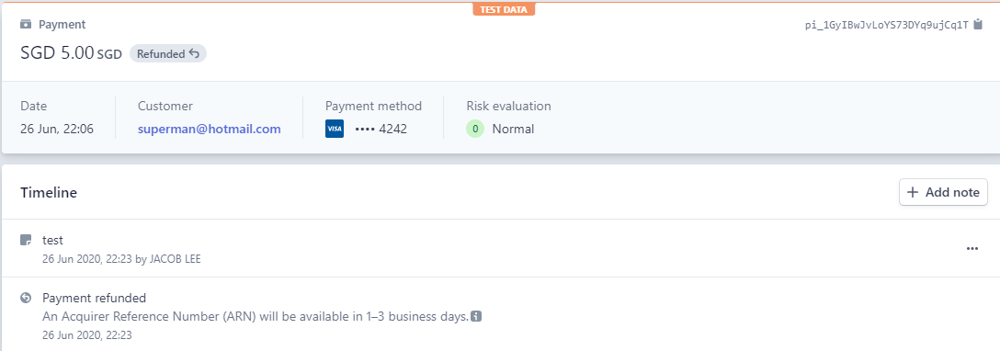 TEST DATA
Payment
pi_1GyIBwJvLoYS73DYq9ujCq1T
SGD 5.00 SGD Refunded
Date Customer Payment method Risk evaluation
26 Jun, 22:06 superman@hotmail.com VISA •••• 4242 0 Normal
Timeline
Add note
test
26 Jun 2020, 22:23 by JACOB LEE
Payment refunded
An Acquirer Reference Number (ARN) will be available in 1–3 business days.
26 Jun 2020, 22:23